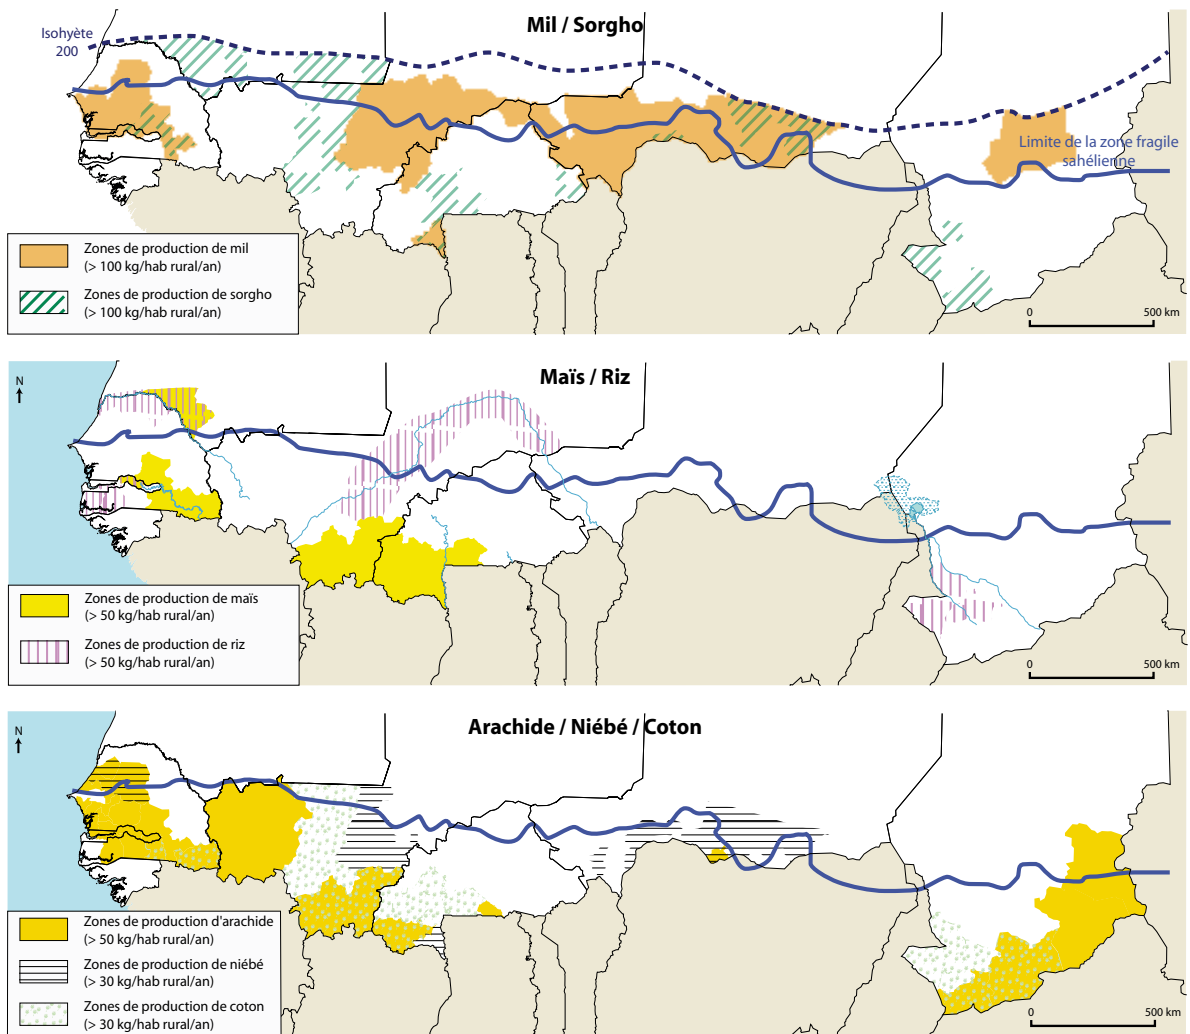 Mil / Sorgho
Isohyète
200
Limite de la zone fragile
sahélienne
Zones de production de mil
(> 100 kg/hab rural/an)
Zones de production de sorgho
(> 100 kg/hab rural/an)
0
500 km
Maïs / Riz
N
Zones de production de maïs
(> 50 kg/hab rural/an)
Zones de production de riz
(> 50 kg/hab rural/an)
0
500 km
Arachide / Niébé / Coton
N
Zones de production d'arachide
(> 50 kg/hab rural/an)
Zones de production de niébé
(> 30 kg/hab rural/an)
Zones de production de coton
(> 30 kg/hab rural/an)
0
500 km